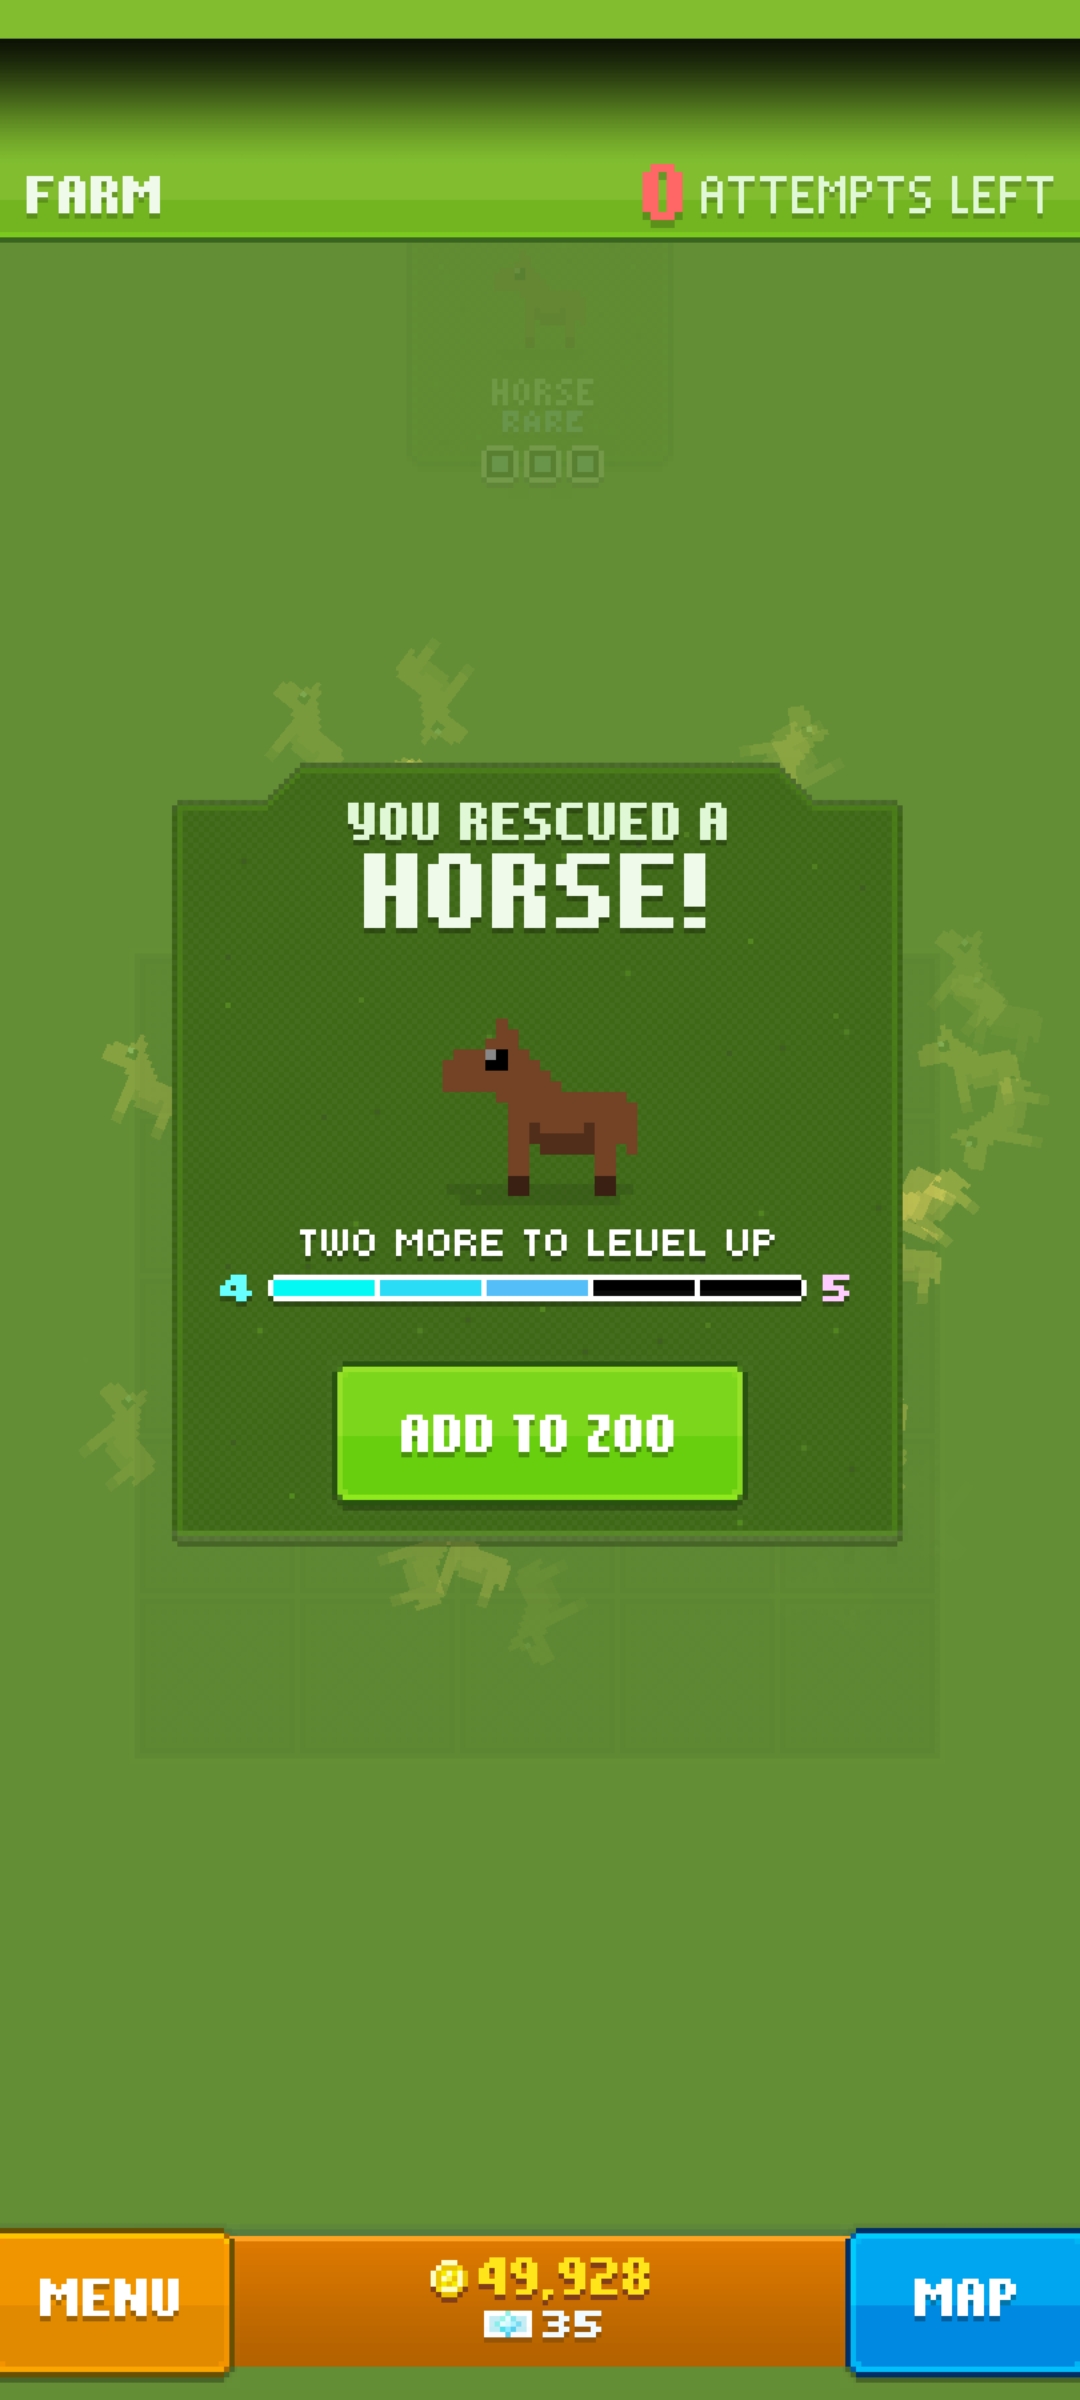 FARM
0 ATTEMPTS LEFT
HORSE
RARE
YOU RESCUED A
HORSE!
TWO MORE TO LEVEL UP
4 5
ADD TO ZOO
MENU
49,928
35
MAP